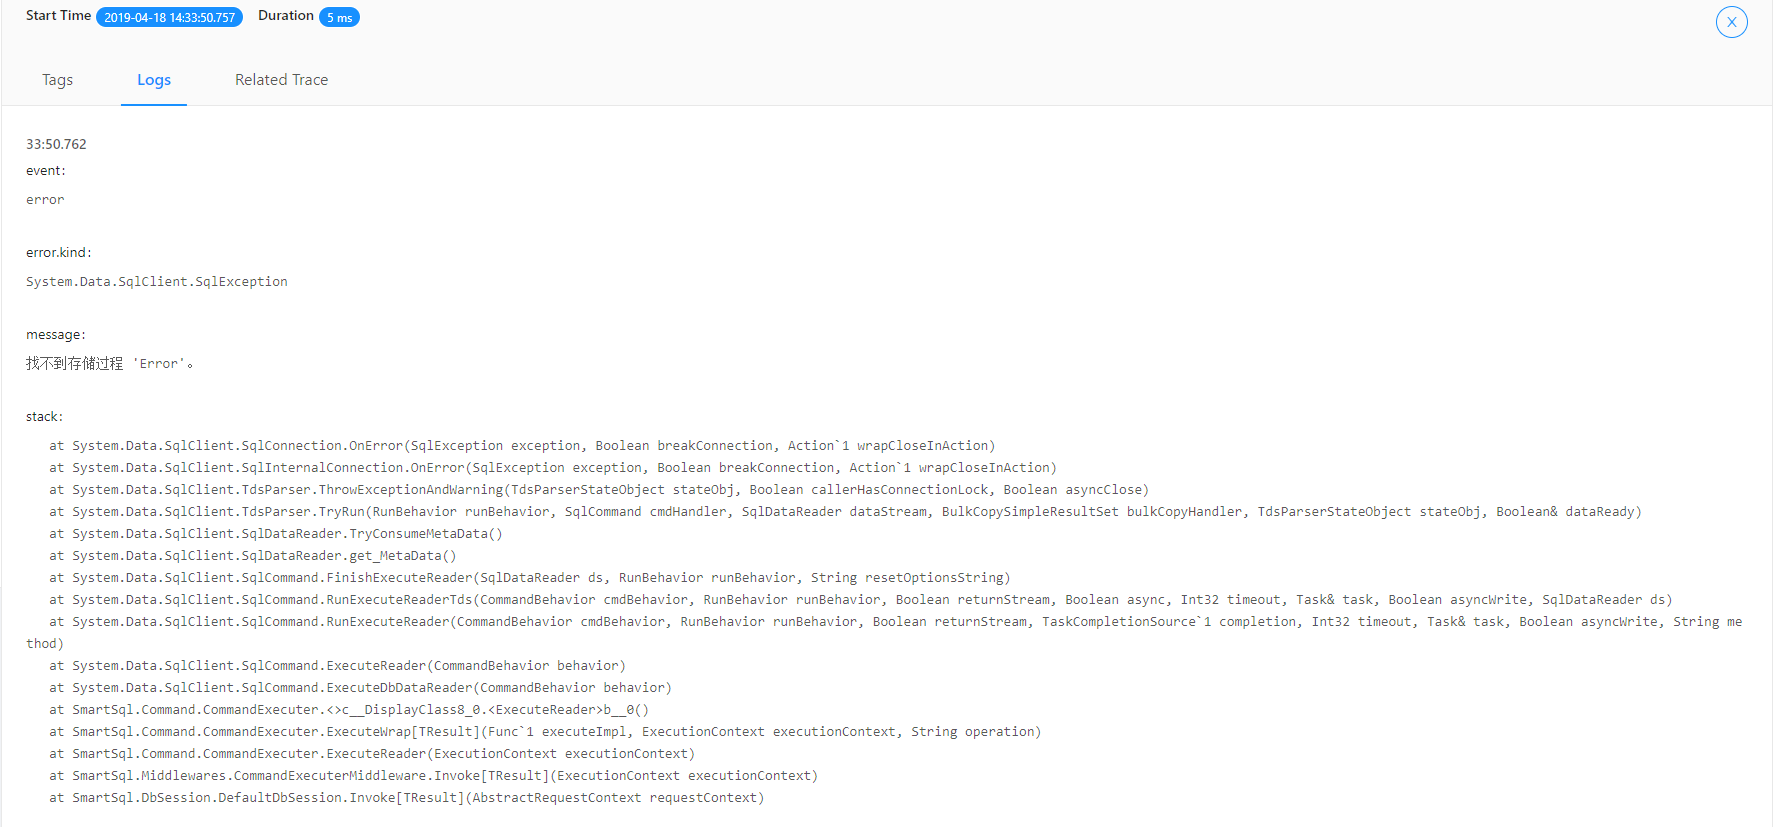 Start Time 2019-04-18 14:33:50.757 Duration 5 ms X
Tags Logs Related Trace
33:50.762
event:
error
error.kind:
System.Data.SqlClient.SqlException
message:
找不到存储过程 'Error'。
stack:
at System.Data.SqlClient.SqlConnection.OnError(SqlException exception, Boolean breakConnection, Action`1 wrapCloseInAction)
at System.Data.SqlClient.SqlInternalConnection.OnError(SqlException exception, Boolean breakConnection, Action`1 wrapCloseInAction)
at System.Data.SqlClient.TdsParser.ThrowExceptionAndWarning(TdsParserStateObject stateObj, Boolean callerHasConnectionLock, Boolean asyncClose)
at System.Data.SqlClient.TdsParser.TryRun(RunBehavior runBehavior, SqlCommand cmdHandler, SqlDataReader dataStream, BulkCopySimpleResultSet bulkCopyHandler, TdsParserStateObject stateObj, Boolean& dataReady)
at System.Data.SqlClient.SqlDataReader.TryConsumeMetaData()
at System.Data.SqlClient.SqlDataReader.get_MetaData()
at System.Data.SqlClient.SqlCommand.FinishExecuteReader(SqlDataReader ds, RunBehavior runBehavior, String resetOptionsString)
at System.Data.SqlClient.SqlCommand.RunExecuteReaderTds(CommandBehavior cmdBehavior, RunBehavior runBehavior, Boolean returnStream, Boolean async, Int32 timeout, Task& task, Boolean asyncWrite, SqlDataReader ds)
at System.Data.SqlClient.SqlCommand.RunExecuteReader(CommandBehavior cmdBehavior, RunBehavior runBehavior, Boolean returnStream, TaskCompletionSource`1 completion, Int32 timeout, Task& task, Boolean asyncWrite, String me
thod)
at System.Data.SqlClient.SqlCommand.ExecuteReader(CommandBehavior behavior)
at System.Data.SqlClient.SqlCommand.ExecuteDbDataReader(CommandBehavior behavior)
at SmartSql.Command.CommandExecuter.<>c__DisplayClass8_0.<ExecuteReader>b__0()
at SmartSql.Command.CommandExecuter.ExecuteWrap[TResult](Func`1 executeImpl, ExecutionContext executionContext, String operation)
at SmartSql.Command.CommandExecuter.ExecuteReader(ExecutionContext executionContext)
at SmartSql.Middlewares.CommandExecuterMiddleware.Invoke[TResult](ExecutionContext executionContext)
at SmartSql.DbSession.DefaultDbSession.Invoke[TResult](AbstractRequestContext requestContext)